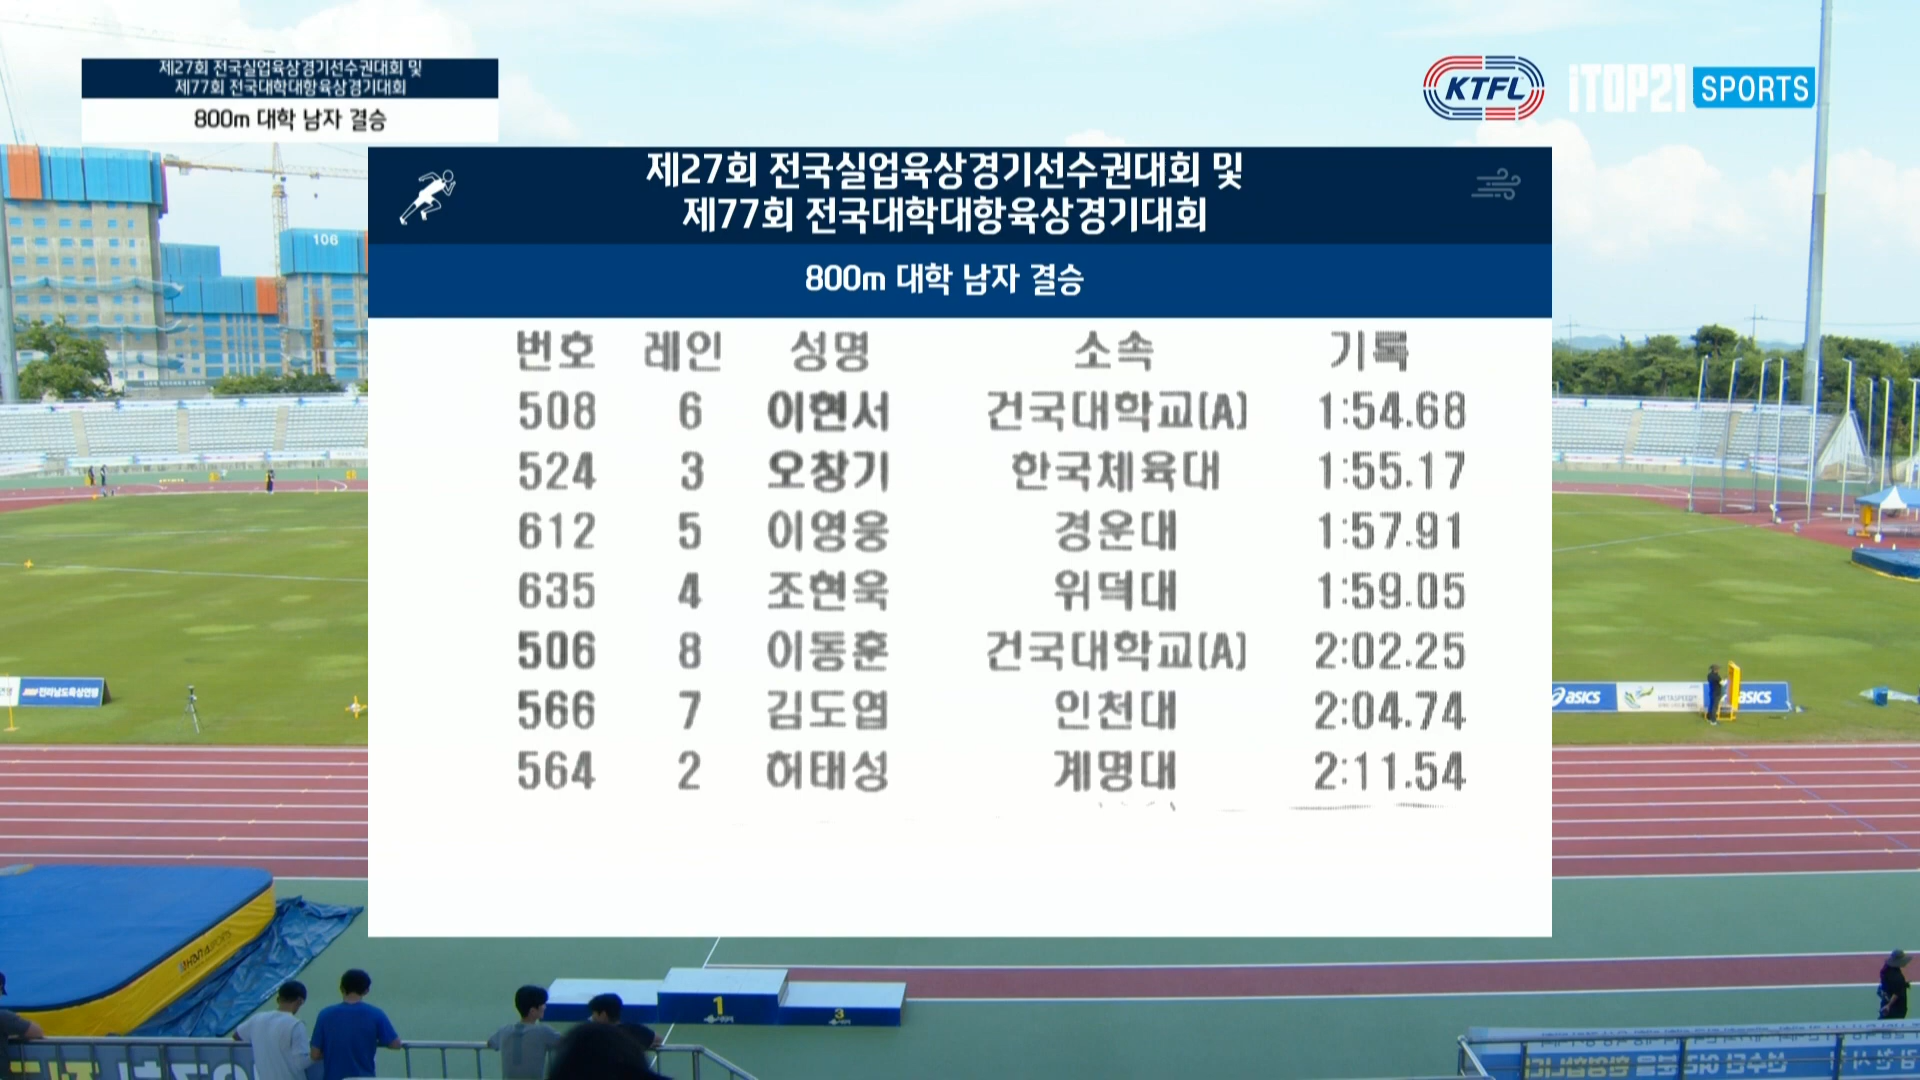 제27회 전국실업육상경기선수권대회 및
제77회 전국대학대항육상경기대회
800m 대학 남자 결승
KTFL
iTOP21 SPORTS
제27회 전국실업육상경기선수권대회 및
제77회 전국대학대항육상경기대회
800m 대학 남자 결승
번호 레인 성명 소속 기록
508 6 이현서 건국대학교(A) 1:54.68
524 3 오창기 한국체육대 1:55.17
612 5 이영웅 경운대 1:57.91
635 4 조현욱 위덕대 1:59.05
506 8 이동훈 건국대학교(A) 2:02.25
566 7 김도엽 인천대 2:04.74
564 2 허태성 계명대 2:11.54
106
전라남도육상연맹
asics
asics
1
3